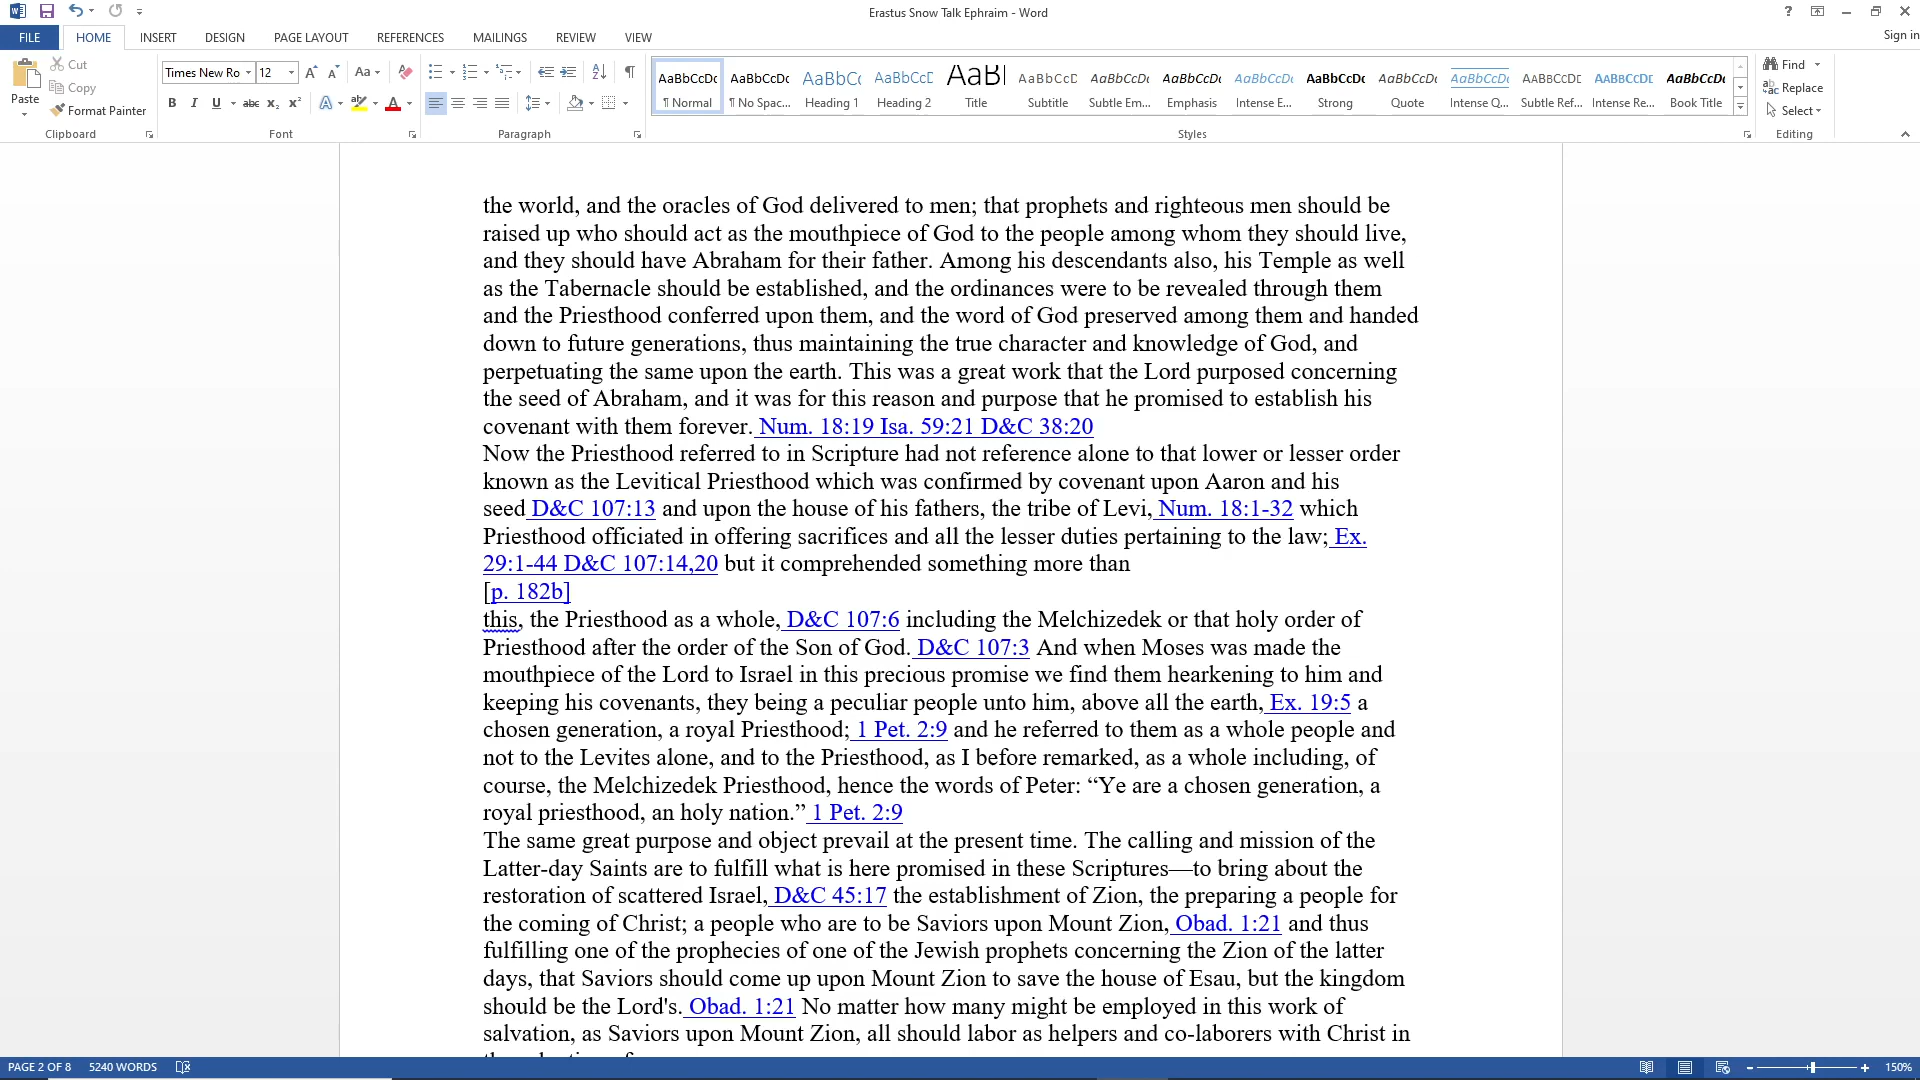 Erastus Snow Talk Ephraim - Word
?
Sign in
FILE HOME INSERT DESIGN PAGE LAYOUT REFERENCES MAILINGS REVIEW VIEW
Paste
Cut
Copy
Format Painter
Clipboard
Times New Ro 12
Font
Paragraph
AaBbCcDc AaBbCcDc AaBbCc AaBbCcD AaBl AaBbCcD AaBbCcDc AaBbCcDc AaBbCcDc AaBbCcDc AaBbCcDc AaBbCcDc AABBCCDC AABBCCDC AaBbCcDc
¶ Normal ¶ No Spac... Heading 1 Heading 2 Title Subtitle Subtle Em... Emphasis Intense E... Strong Quote Intense Q... Subtle Ref... Intense Re... Book Title
Styles
Find
Replace
Select
Editing
the world, and the oracles of God delivered to men; that prophets and righteous men should be
raised up who should act as the mouthpiece of God to the people among whom they should live,
and they should have Abraham for their father. Among his descendants also, his Temple as well
as the Tabernacle should be established, and the ordinances were to be revealed through them
and the Priesthood conferred upon them, and the word of God preserved among them and handed
down to future generations, thus maintaining the true character and knowledge of God, and
perpetuating the same upon the earth. This was a great work that the Lord purposed concerning
the seed of Abraham, and it was for this reason and purpose that he promised to establish his
covenant with them forever. Num. 18:19 Isa. 59:21 D&C 38:20
Now the Priesthood referred to in Scripture had not reference alone to that lower or lesser order
known as the Levitical Priesthood which was confirmed by covenant upon Aaron and his
seed D&C 107:13 and upon the house of his fathers, the tribe of Levi, Num. 18:1-32 which
Priesthood officiated in offering sacrifices and all the lesser duties pertaining to the law; Ex.
29:1-44 D&C 107:14,20 but it comprehended something more than
[p. 182b]
this, the Priesthood as a whole, D&C 107:6 including the Melchizedek or that holy order of
Priesthood after the order of the Son of God. D&C 107:3 And when Moses was made the
mouthpiece of the Lord to Israel in this precious promise we find them hearkening to him and
keeping his covenants, they being a peculiar people unto him, above all the earth, Ex. 19:5 a
chosen generation, a royal Priesthood; 1 Pet. 2:9 and he referred to them as a whole people and
not to the Levites alone, and to the Priesthood, as I before remarked, as a whole including, of
course, the Melchizedek Priesthood, hence the words of Peter: “Ye are a chosen generation, a
royal priesthood, an holy nation.” 1 Pet. 2:9
The same great purpose and object prevail at the present time. The calling and mission of the
Latter-day Saints are to fulfill what is here promised in these Scriptures—to bring about the
restoration of scattered Israel, D&C 45:17 the establishment of Zion, the preparing a people for
the coming of Christ; a people who are to be Saviors upon Mount Zion, Obad. 1:21 and thus
fulfilling one of the prophecies of one of the Jewish prophets concerning the Zion of the latter
days, that Saviors should come up upon Mount Zion to save the house of Esau, but the kingdom
should be the Lord's. Obad. 1:21 No matter how many might be employed in this work of
salvation, as Saviors upon Mount Zion, all should labor as helpers and co-laborers with Christ in
PAGE 2 OF 8 5240 WORDS 150%